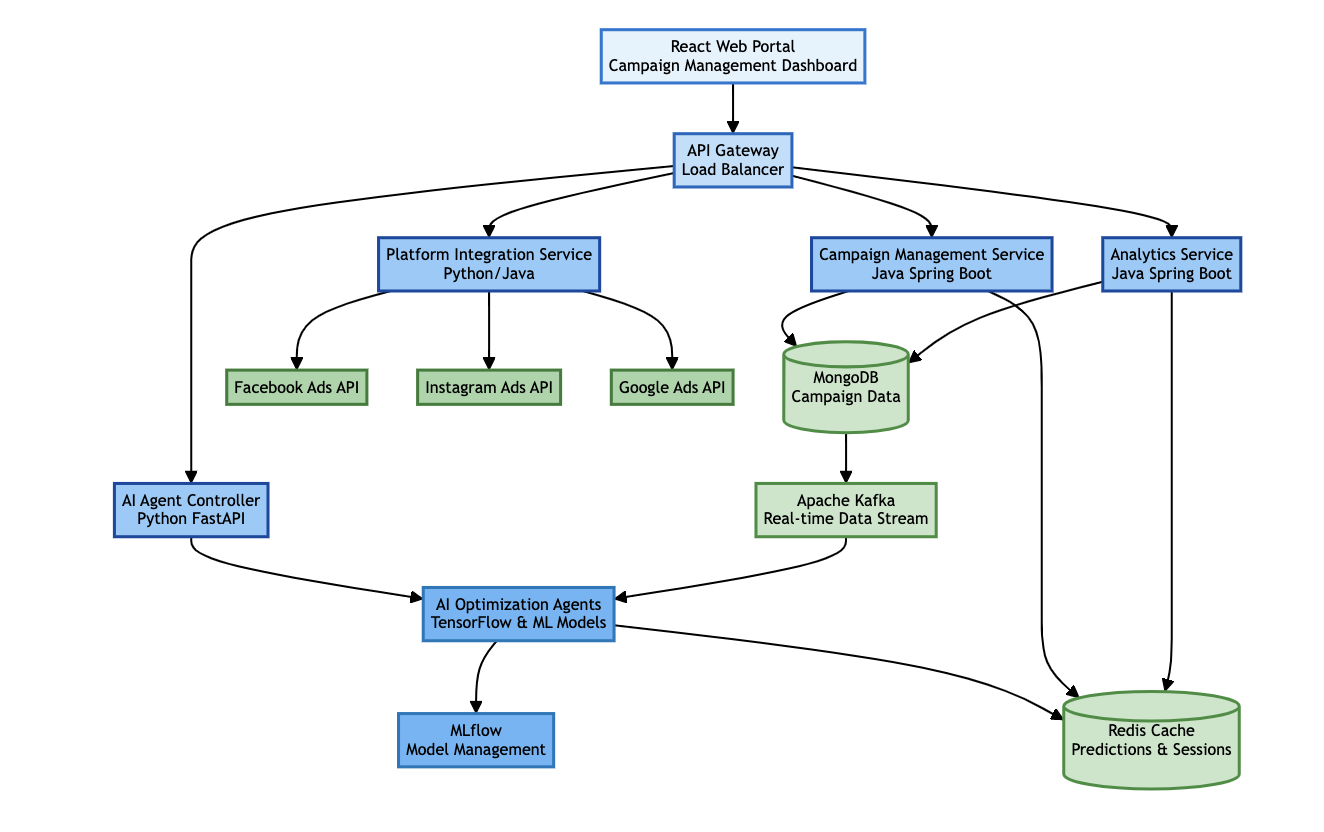 React Web Portal
Campaign Management Dashboard
API Gateway
Load Balancer
Platform Integration Service
Python/Java
Campaign Management Service
Java Spring Boot
Analytics Service
Java Spring Boot
Facebook Ads API
Instagram Ads API
Google Ads API
MongoDB
Campaign Data
AI Agent Controller
Python FastAPI
Apache Kafka
Real-time Data Stream
AI Optimization Agents
TensorFlow & ML Models
MLflow
Model Management
Redis Cache
Predictions & Sessions